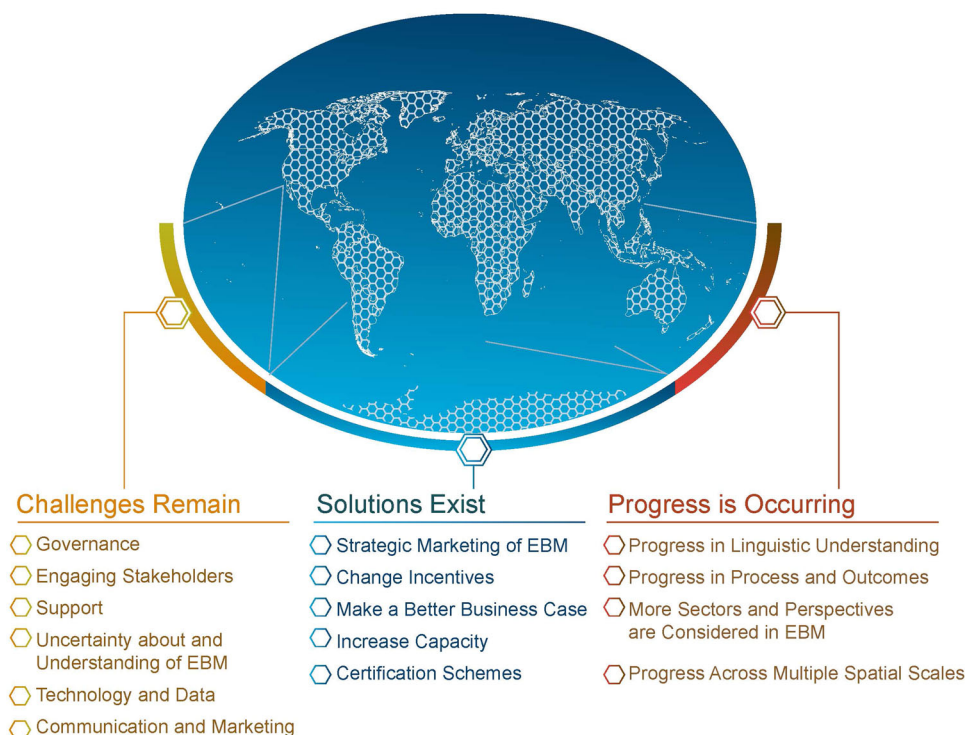 Challenges Remain
Governance
Engaging Stakeholders
Support
Uncertainty about and
Understanding of EBM
Technology and Data
Communication and Marketing
Solutions Exist
Strategic Marketing of EBM
Change Incentives
Make a Better Business Case
Increase Capacity
Certification Schemes
Progress is Occurring
Progress in Linguistic Understanding
Progress in Process and Outcomes
More Sectors and Perspectives
are Considered in EBM
Progress Across Multiple Spatial Scales